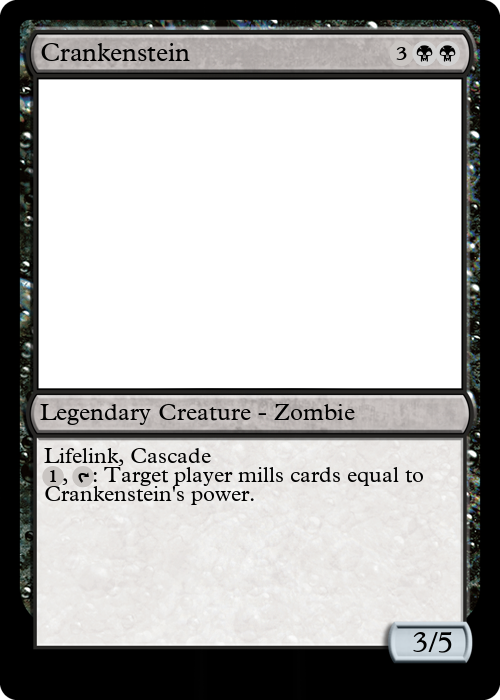 Crankenstein 3
Legendary Creature - Zombie
Lifelink, Cascade
1, : Target player mills cards equal to
Crankenstein's power.
3/5